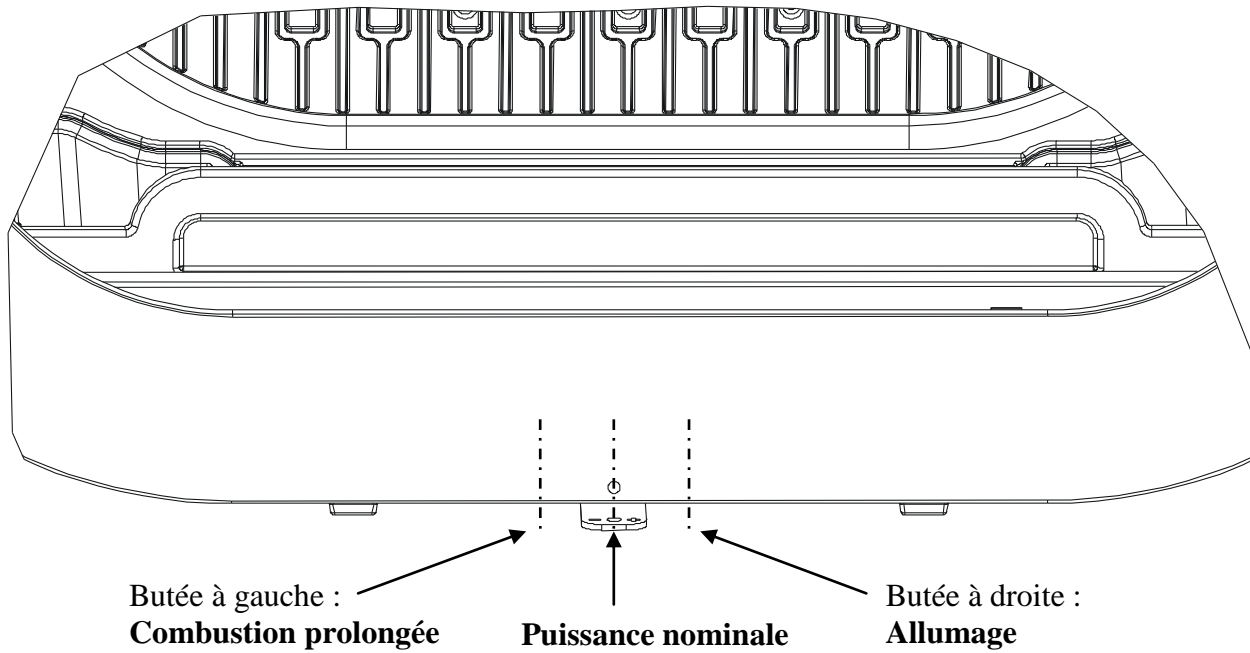 Butée à gauche :
Combustion prolongée
Puissance nominale
Butée à droite :
Allumage